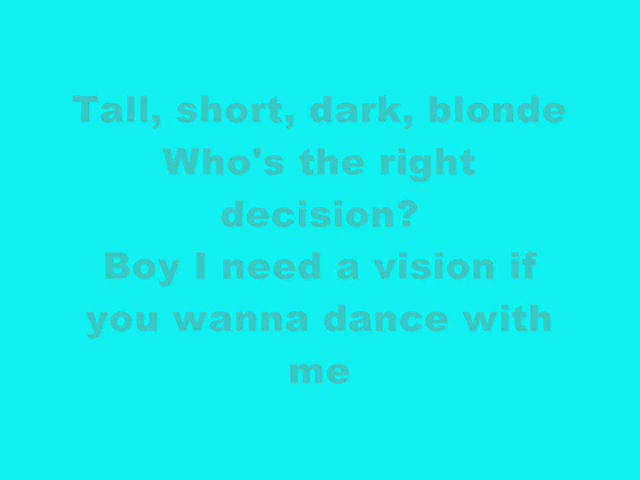 Tall, short, dark, blonde
Who's the right
decision?
Boy I need a vision if
you wanna dance with
me